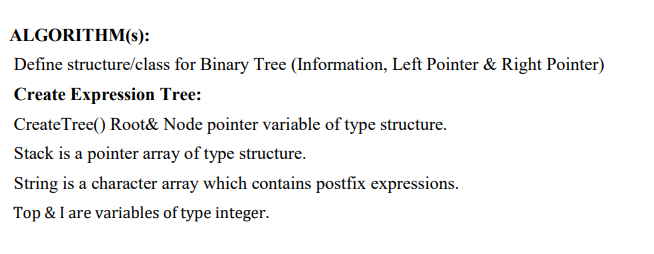 ALGORITHM(s):
Define structure/class for Binary Tree (Information, Left Pointer & Right Pointer)
Create Expression Tree:
CreateTree() Root& Node pointer variable of type structure.
Stack is a pointer array of type structure.
String is a character array which contains postfix expressions.
Top & I are variables of type integer.